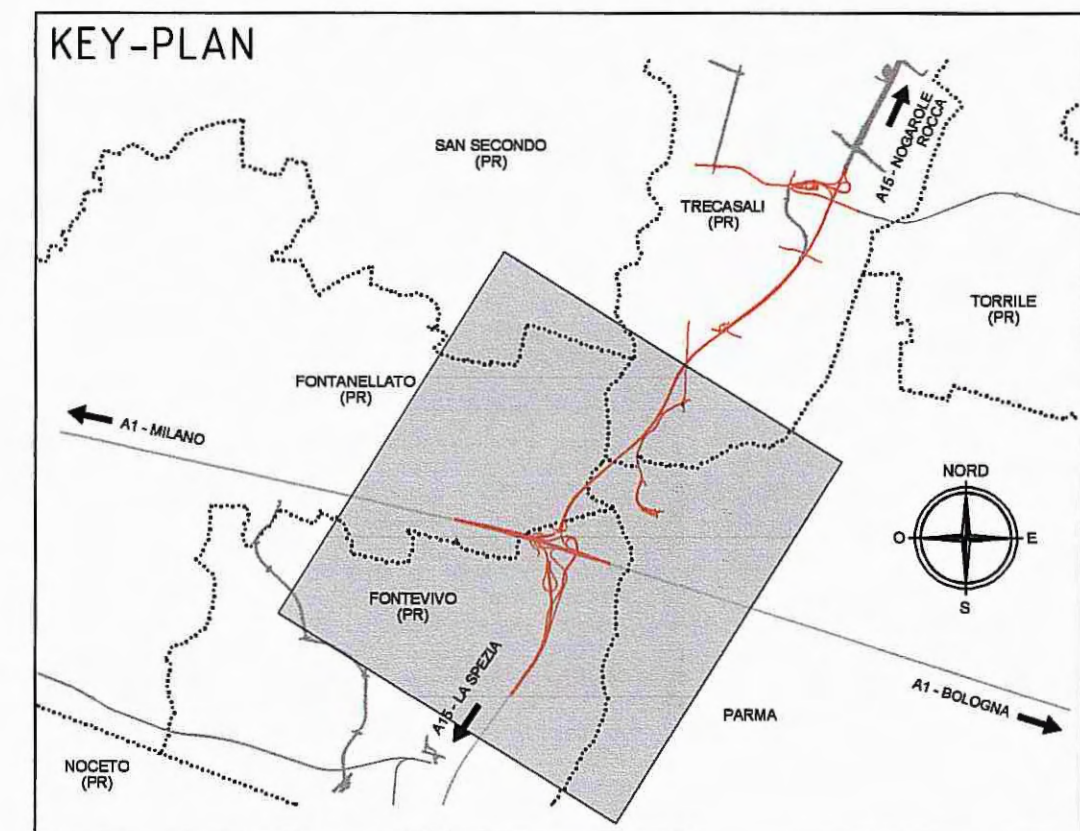 KEY-PLAN
SAN SECONDO
(PR)
A15 - NOGAROLE
ROCCA
TRECASALI
(PR)
TORRILE
(PR)
FONTANELLATO
(PR)
A1 - MILANO
NORD
O
E
S
FONTEVIVO
(PR)
A15 - LA SPEZIA
A1 - BOLOGNA
PARMA
NOCETO
(PR)